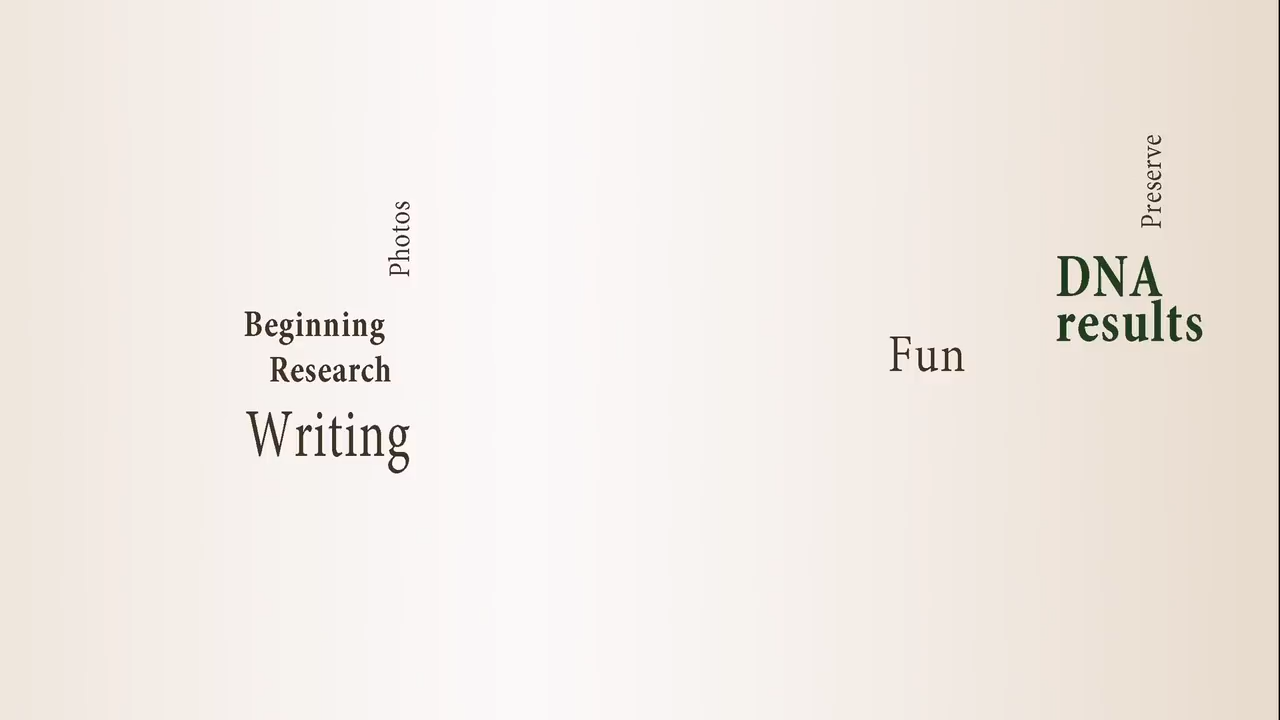 Photos
Beginning
Research
Writing
Fun
Preserve
DNA
results